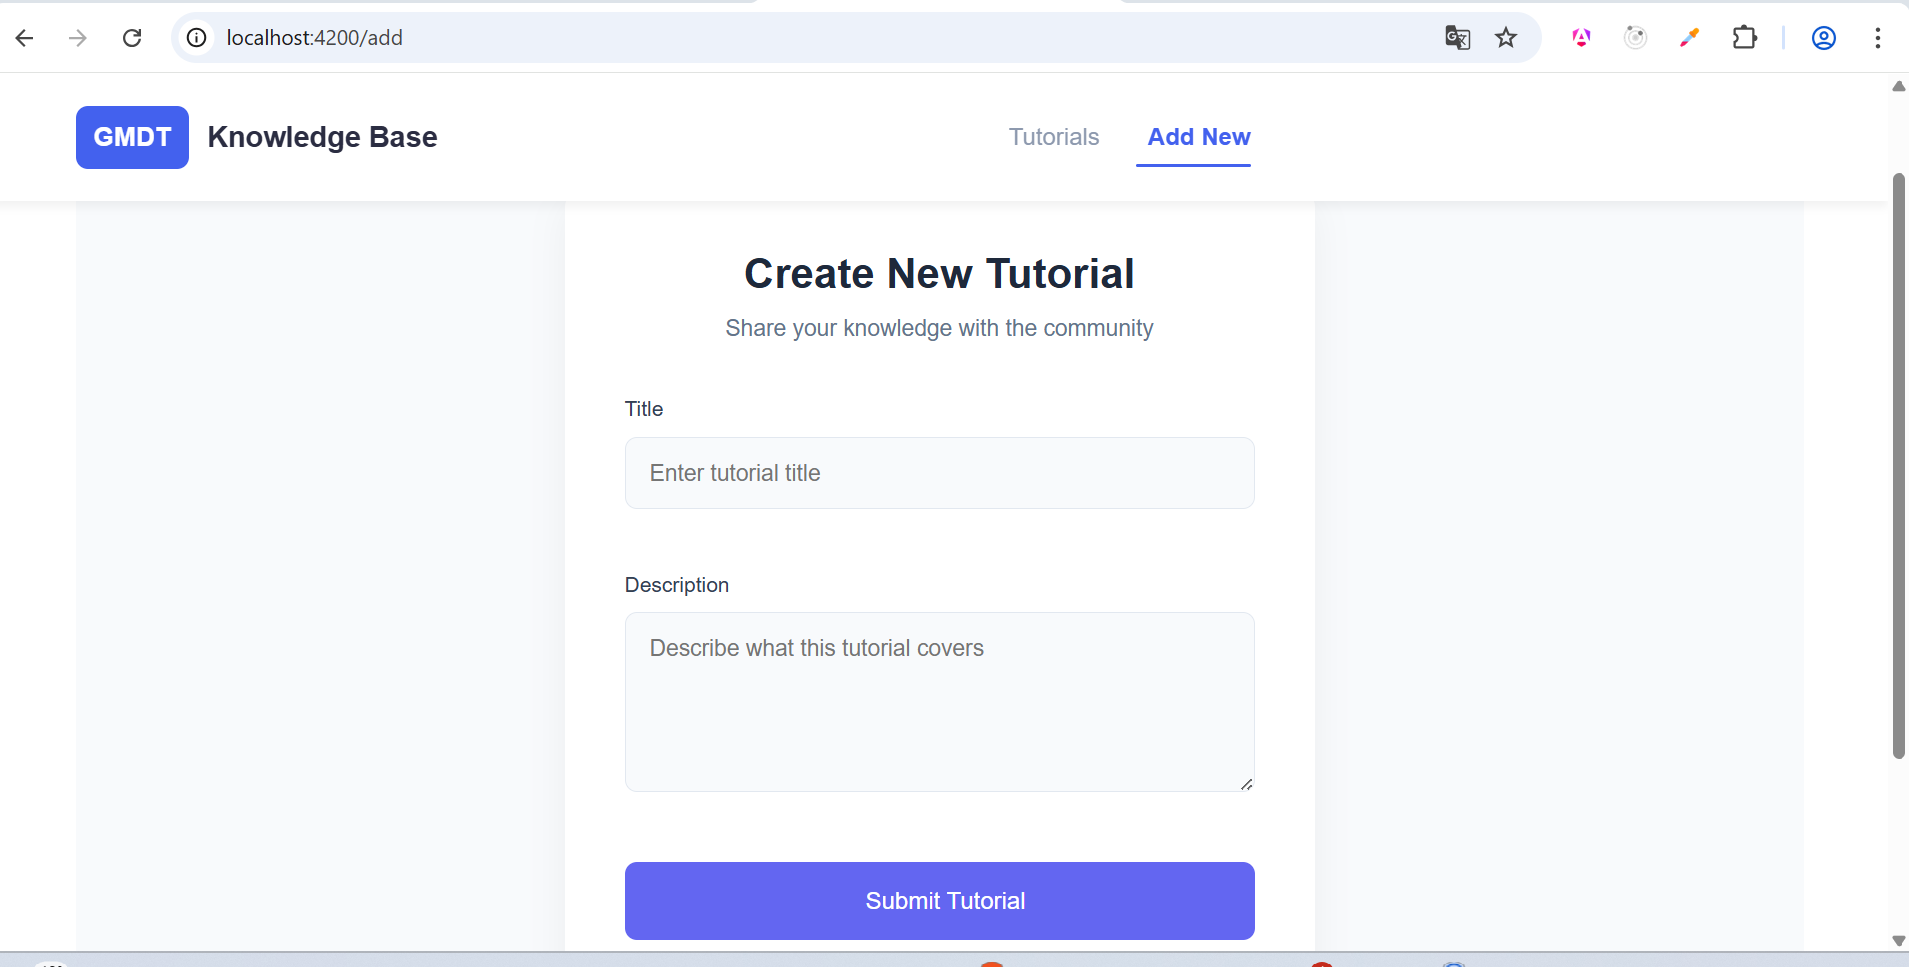 localhost:4200/add
GMDT Knowledge Base
Tutorials
Add New
Create New Tutorial
Share your knowledge with the community
Title
Enter tutorial title
Description
Describe what this tutorial covers
Submit Tutorial